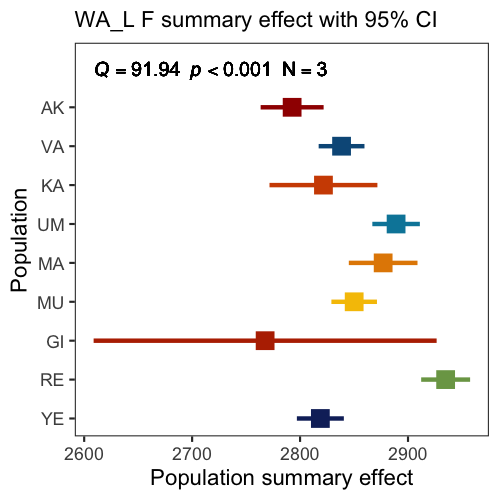 WA_L F summary effect with 95% CI
Q = 91.94 p < 0.001 N = 3
AK
VA
KA
UM
MA
MU
GI
RE
YE
Population
2600 2700 2800 2900
Population summary effect